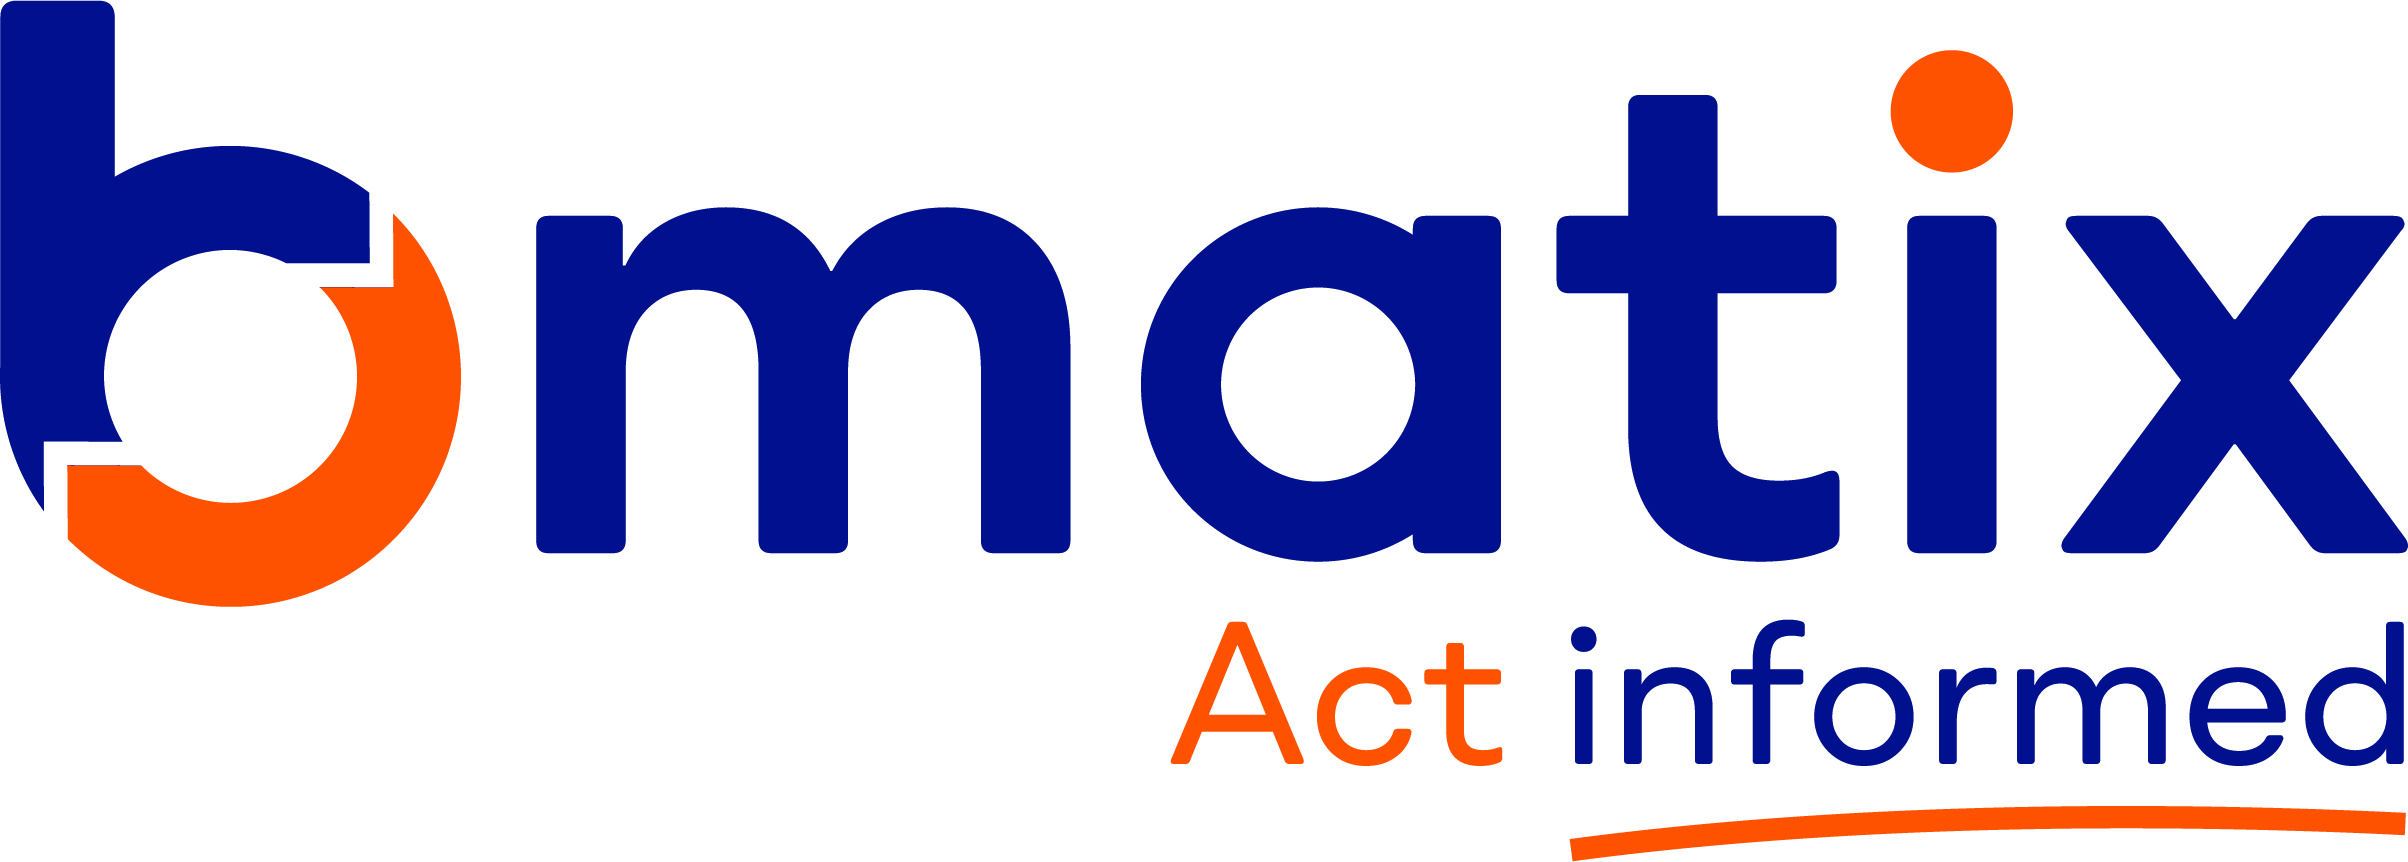 bmatix
Act informed